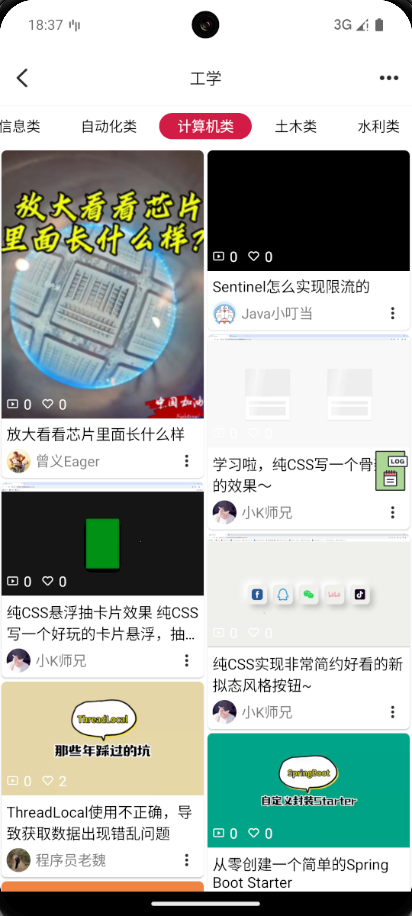 18:37
3G
工学
信息类
自动化类
计算机类
土木类
水利类
放大看看芯片
里面长什么样?
中国加油
0
0
放大看看芯片里面长什么样
曾义Eager
0
0
Sentinel怎么实现限流的
Java小叮当
0
0
学习啦，纯CSS写一个骨
的效果～
小K师兄
LOG
0
0
纯CSS悬浮抽卡片效果 纯CSS
写一个好玩的卡片悬浮，抽...
小K师兄
0
0
纯CSS实现非常简约好看的新
拟态风格按钮~
小K师兄
ThreadLocal
那些年踩过的坑
0
2
ThreadLocal使用不正确，导
致获取数据出现错乱问题
程序员老魏
SpringBoot
自定义封装Starter
0
0
从零创建一个简单的Spring
Boot Starter